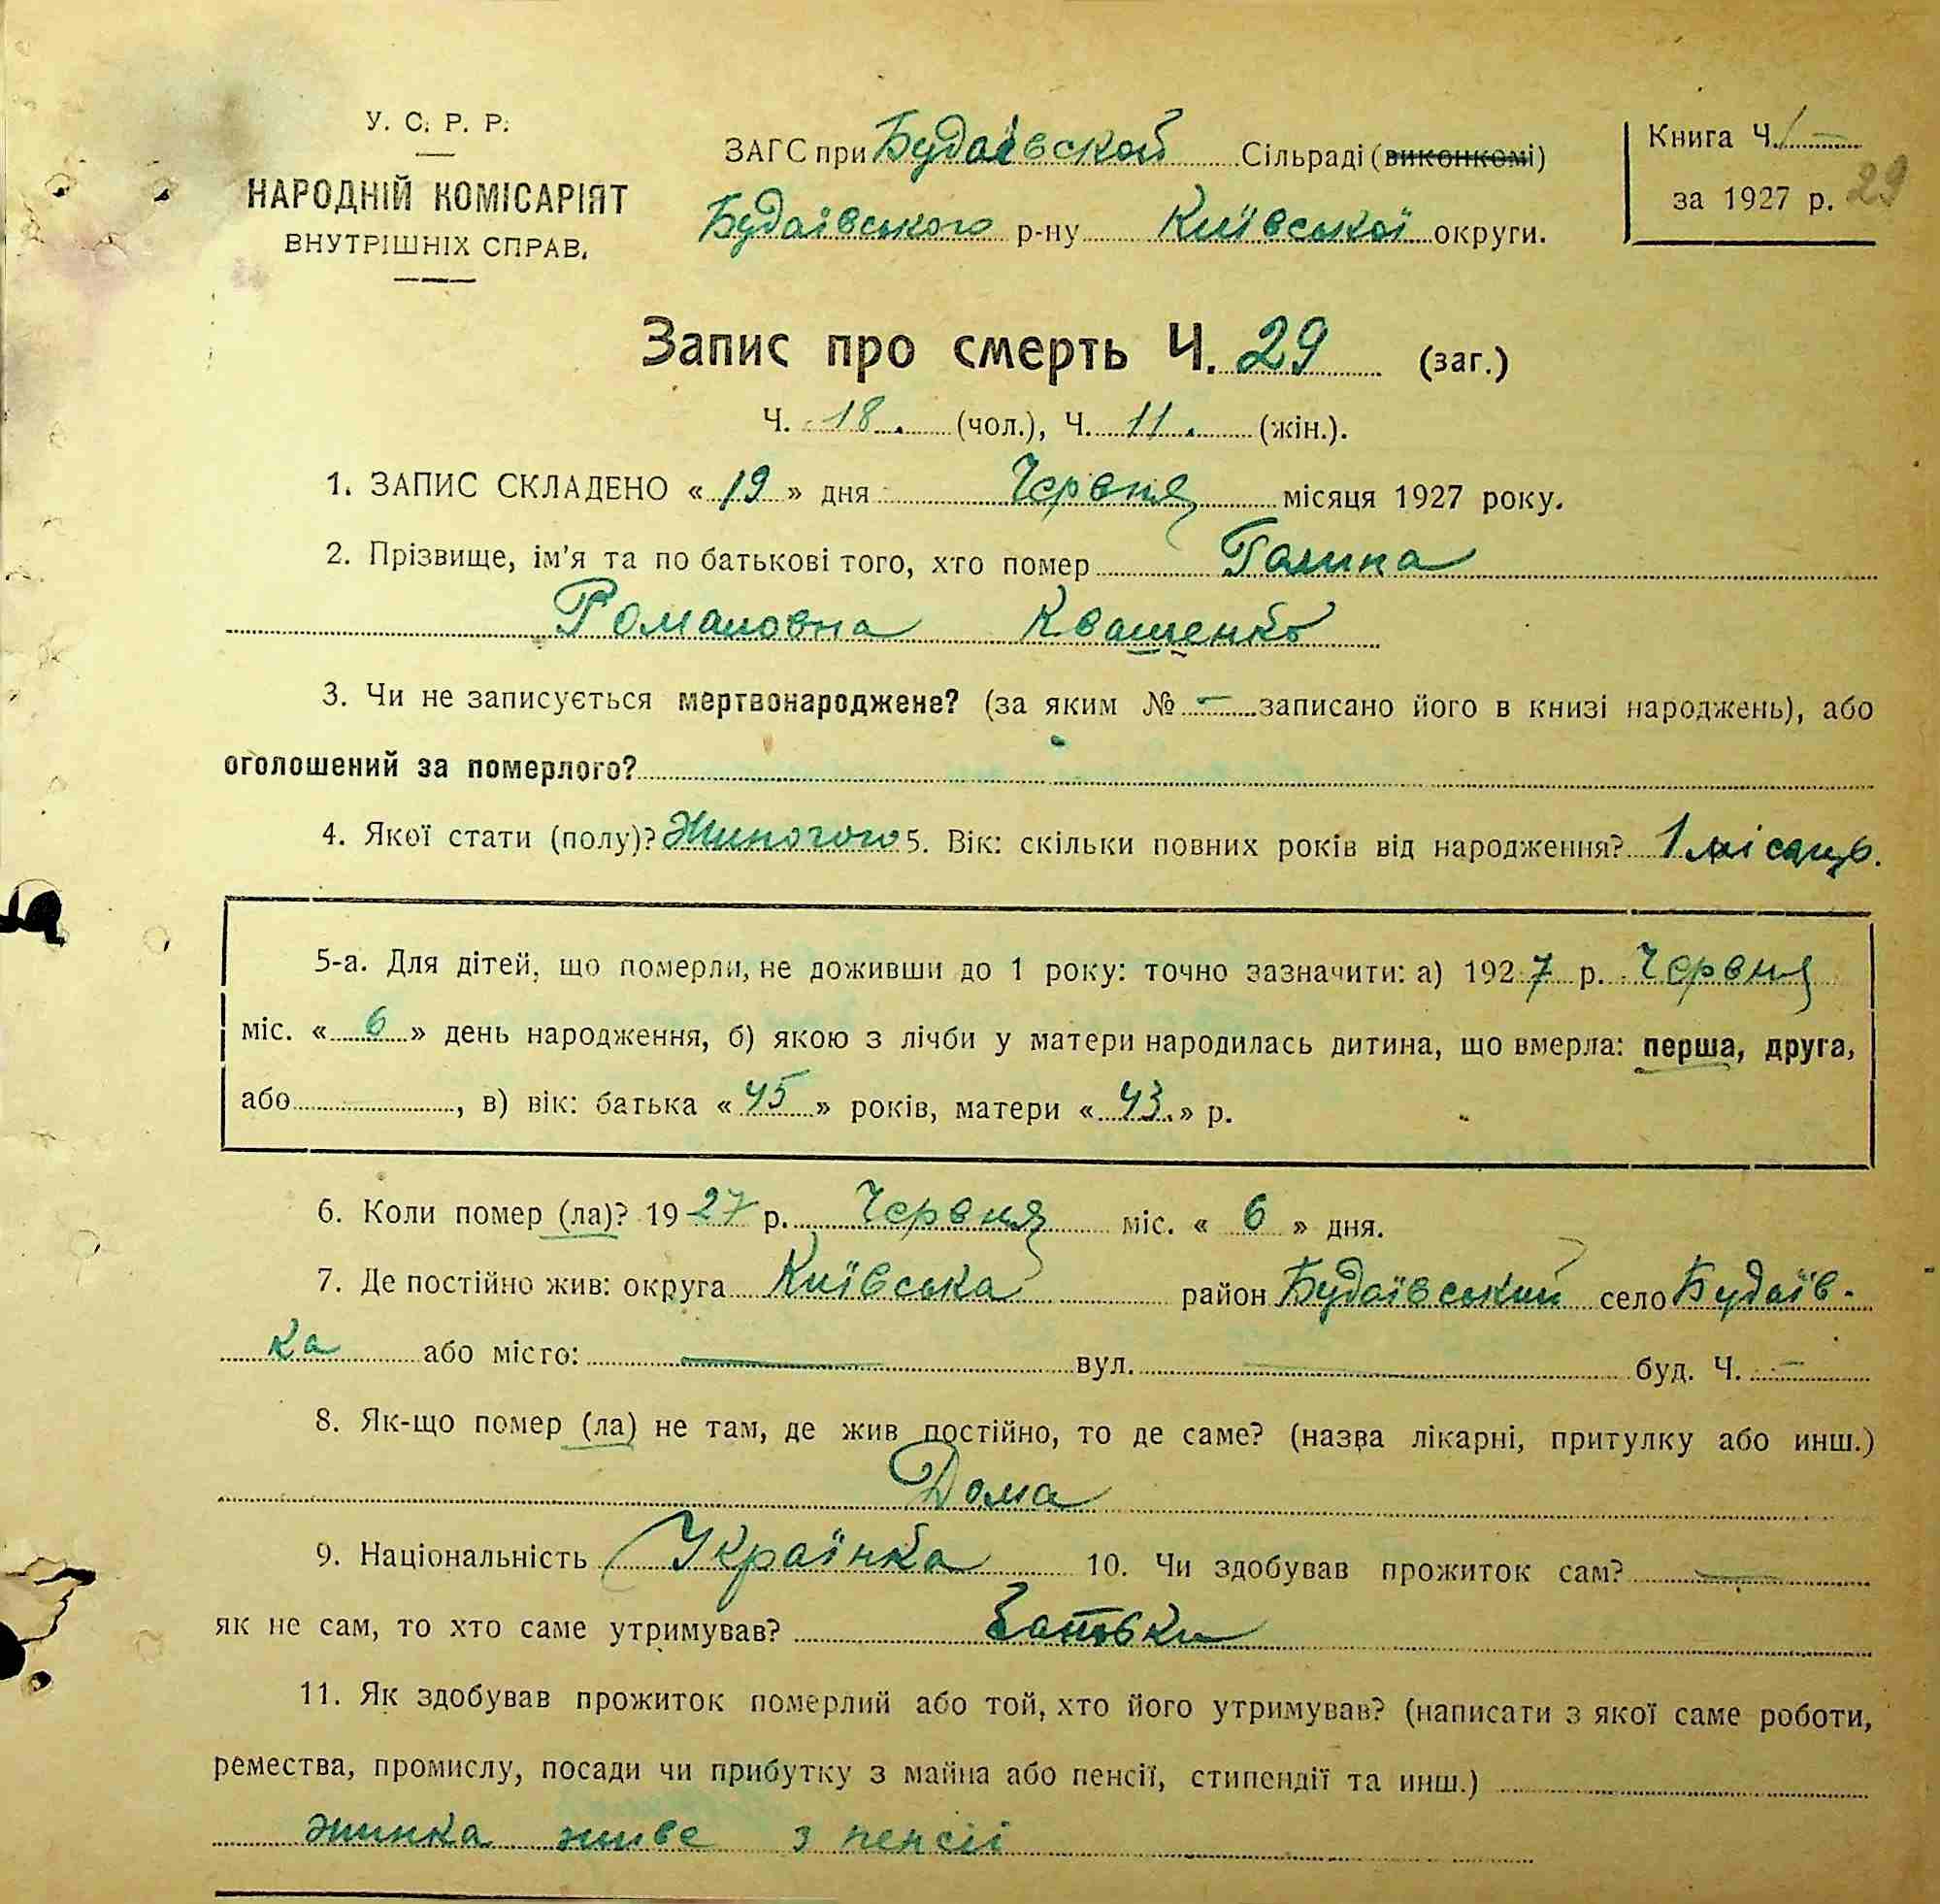 У. С. Р. Р.
НАРОДНІЙ КОМІСАРІЯТ
ВНУТРІШНІХ СПРАВ.
ЗАГС при Будаівской Сільраді (виконкомі)
Будаївського р-ну Київської округи.
Книга Ч. 1
за 1927 р. 29
Запис про смерть Ч. 29 (заг.)
Ч. 18. (чол.), Ч. 11. (жін.).
1. ЗАПИС СКЛАДЕНО « 19 » дня Червня місяця 1927 року.
2. Прізвище, ім'я та по батькові того, хто помер Галина
Романовна Кващенко
3. Чи не записується мертвонароджене? (за яким № – записано його в книзі народжень), або
оголошений за померлого?
4. Якої стати (полу)? Жиночого 5. Вік: скільки повних років від народження? 1 місяць.
5-а. Для дітей, що померли, не доживши до 1 року: точно зазначити: а) 1927 р. Червня
міс. « 6 » день народження, б) якою з лічби у матери народилась дитина, що вмерла: перша, друга,
або , в) вік: батька « 45 » років, матери « 43. » р.
6. Коли помер (ла)? 1927 р. Червня міс. « 6 » дня.
7. Де постійно жив: округа Київська район Будаївський село Будаїв-
ка або місто: — вул. — буд. Ч. –
8. Як-що помер (ла) не там, де жив постійно, то де саме? (назва лікарні, притулку або инш.)
Дома
9. Національність Українка 10. Чи здобував прожиток сам? —
як не сам, то хто саме утримував? Батьки
11. Як здобував прожиток померлий або той, хто його утримував? (написати з якої саме роботи,
ремества, промислу, посади чи прибутку з майна або пенсії, стипендії та инш.)
жинка живе з пенсіі